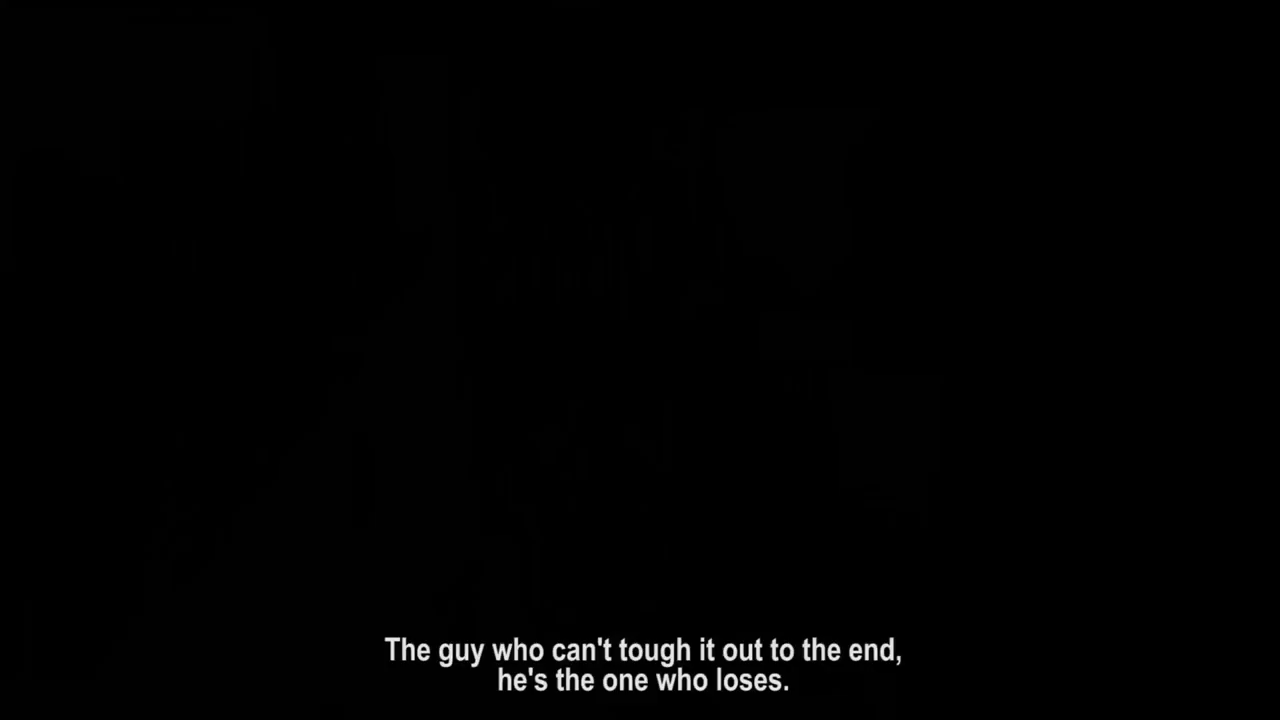 The guy who can't tough it out to the end,
he's the one who loses.